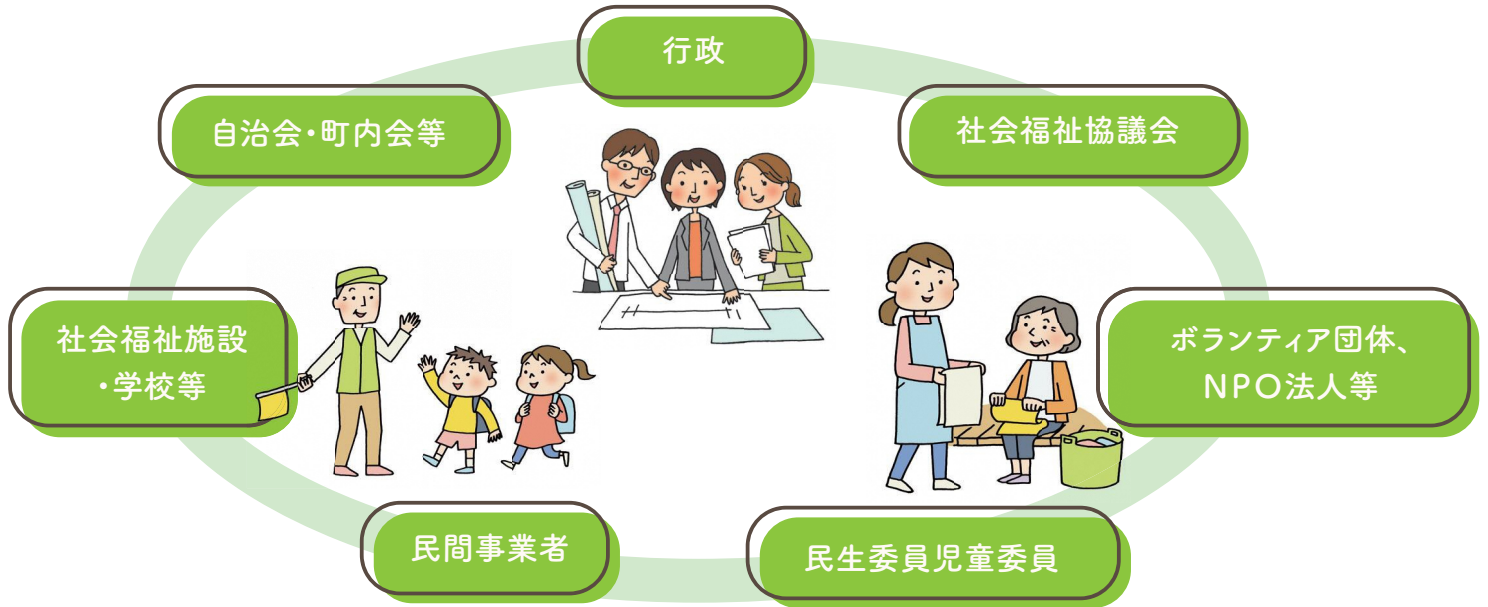 行政
自治会・町内会等
社会福祉協議会
社会福祉施設
・学校等
ボランティア団体、
NPO法人等
民間事業者
民生委員児童委員